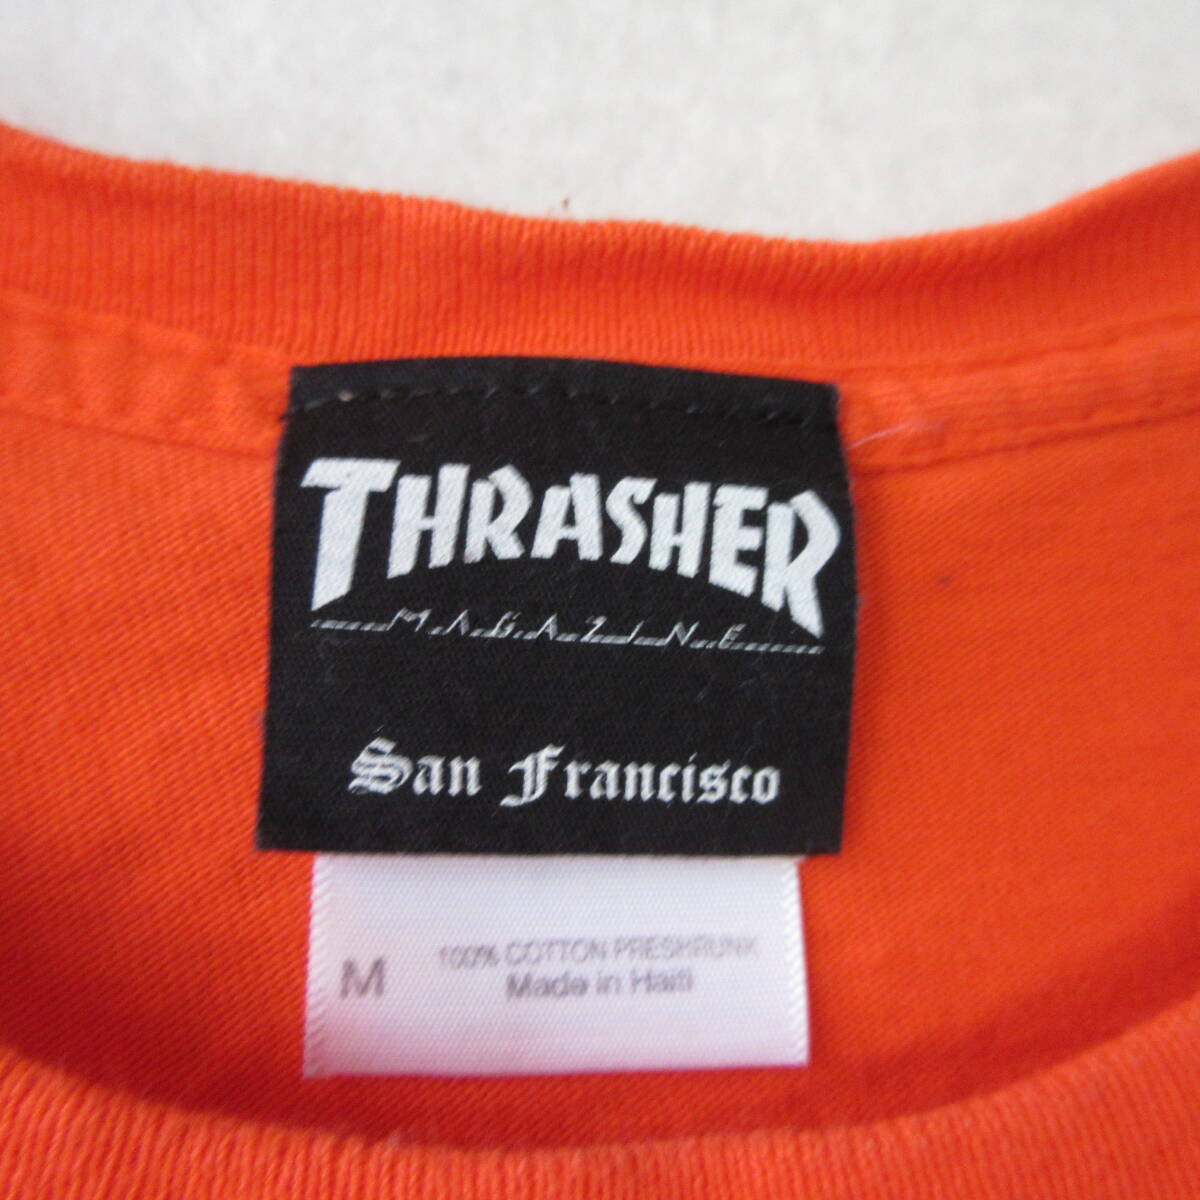 THRASHER
MAGAZINE
San Francisco
M
100% COTTON PRESHRUNK
Made in Haiti